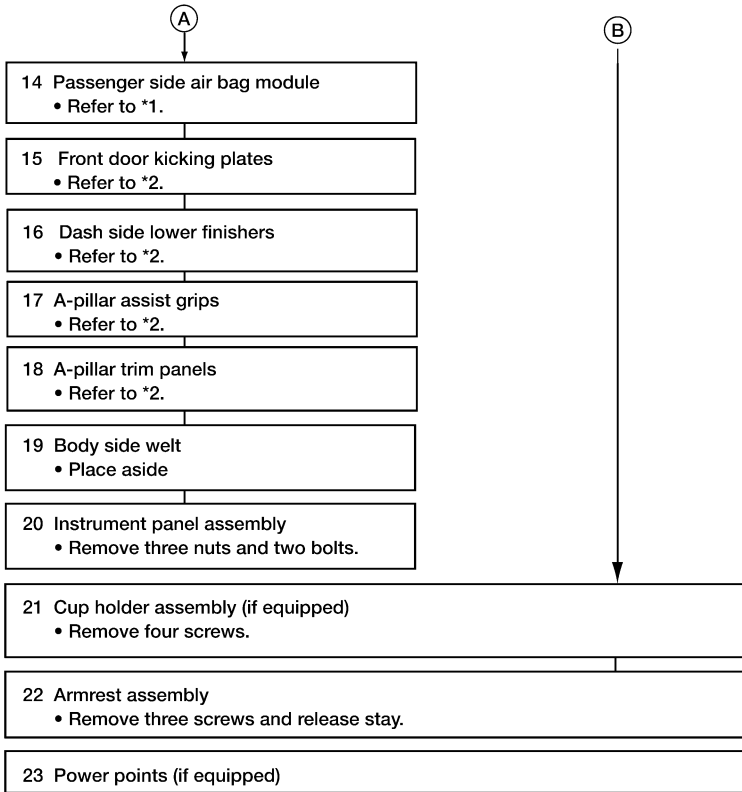 A
B
14 Passenger side air bag module
• Refer to *1.
15 Front door kicking plates
• Refer to *2.
16 Dash side lower finishers
• Refer to *2.
17 A-pillar assist grips
• Refer to *2.
18 A-pillar trim panels
• Refer to *2.
19 Body side welt
• Place aside
20 Instrument panel assembly
• Remove three nuts and two bolts.
21 Cup holder assembly (if equipped)
• Remove four screws.
22 Armrest assembly
• Remove three screws and release stay.
23 Power points (if equipped)